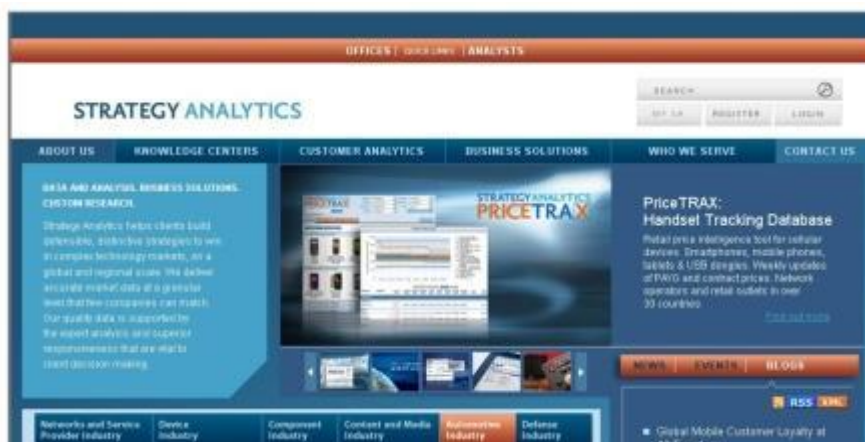 OFFICES | QUICK LINKS | ANALYSTS
STRATEGY ANALYTICS
SEARCH
MY SA REGISTER LOGIN
ABOUT US KNOWLEDGE CENTERS CUSTOMER ANALYTICS BUSINESS SOLUTIONS WHO WE SERVE CONTACT US
DATA AND ANALYSIS. BUSINESS SOLUTIONS.
CUSTOM RESEARCH.
Strategy Analytics helps clients build
defensible, distinctive strategies to win
in complex technology markets, on a
global and regional scale. We deliver
accurate market data at a granular
level that few companies can match.
Our quality data is supported by
the expert analysis and superior
responsiveness that are vital to
client decision making.
PRICETRAX
STRATEGYANALYTICS
PRICETRAX
PriceTRAX:
Handset Tracking Database
Retail price intelligence tool for cellular
devices. Smartphones, mobile phones,
tablets & USB dongles. Weekly updates
of PAYG and contract prices. Network
operators and retail outlets in over
30 countries.
Find out more
NEWS | EVENTS | BLOGS
RSS XML
Global Mobile Customer Loyalty at
Networks and Service
Provider Industry
Device
Industry
Component
Industry
Content and Media
Industry
Automotive
Industry
Defense
Industry